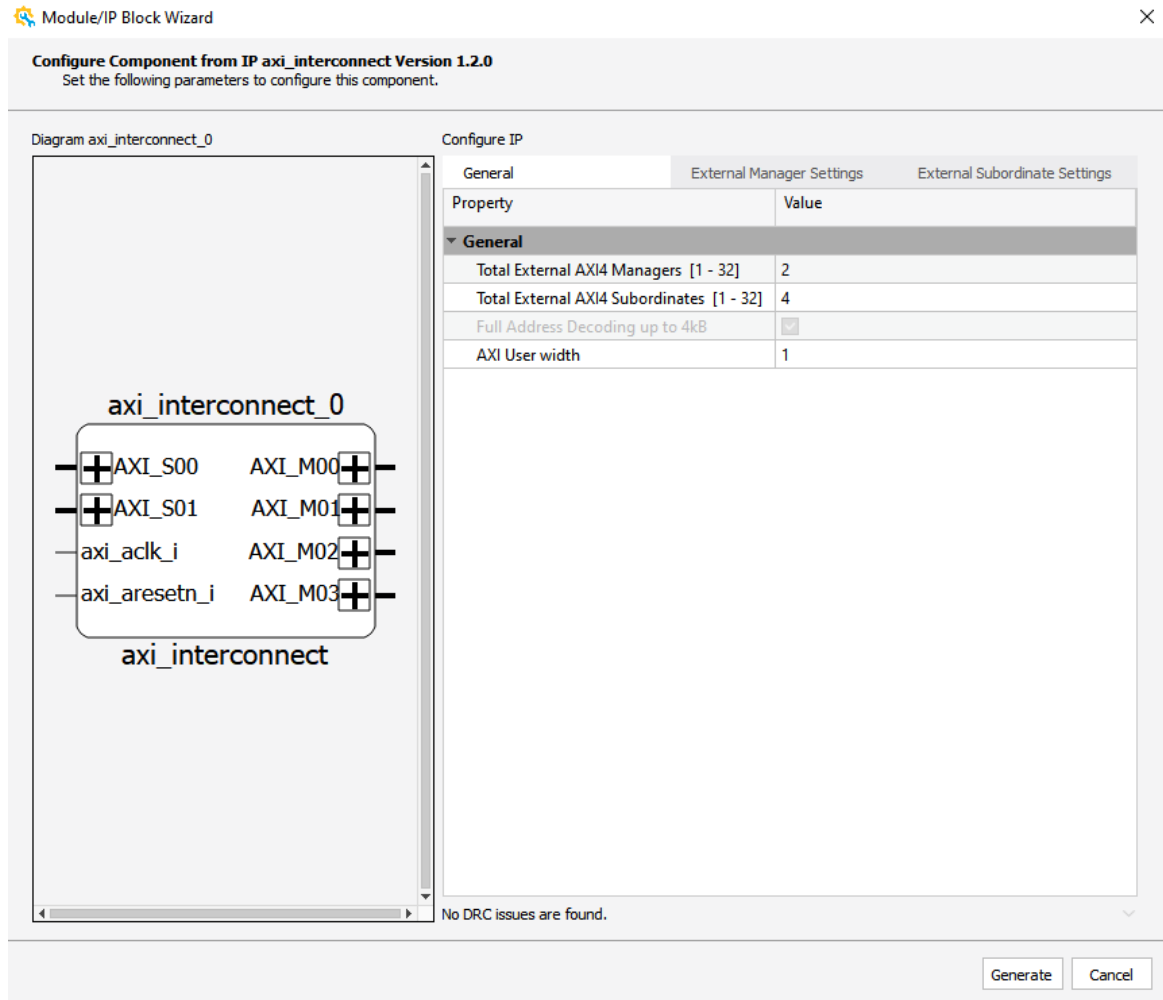 Module/IP Block Wizard
Configure Component from IP axi_interconnect Version 1.2.0
Set the following parameters to configure this component.
Diagram axi_interconnect_0
axi_interconnect_0
AXI_S00 AXI_M00
AXI_S01 AXI_M01
axi_aclk_i AXI_M02
axi_aresetn_i AXI_M03
axi_interconnect
Configure IP
General External Manager Settings External Subordinate Settings
Property Value
General
Total External AXI4 Managers [1 - 32] 2
Total External AXI4 Subordinates [1 - 32] 4
Full Address Decoding up to 4kB
AXI User width 1
No DRC issues are found.
Generate Cancel